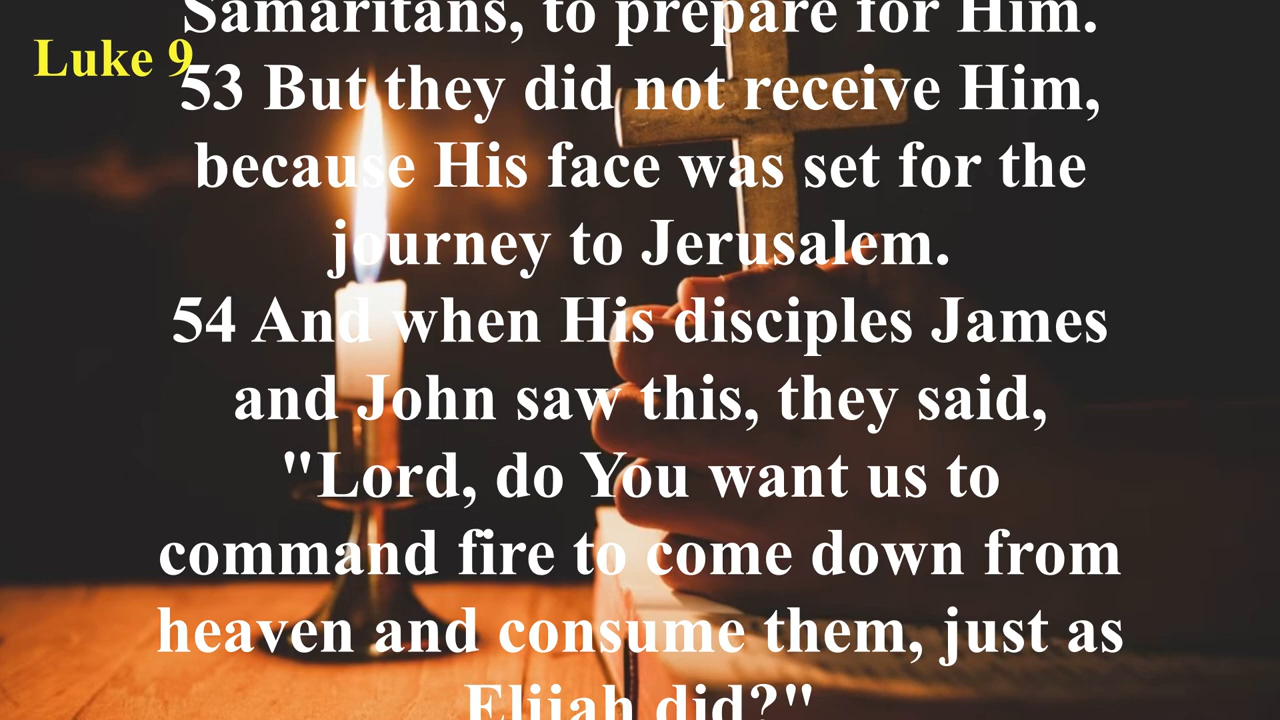 Samaritans, to prepare for Him.
Luke 9
53 But they did not receive Him,
because His face was set for the
journey to Jerusalem.
54 And when His disciples James
and John saw this, they said,
"Lord, do You want us to
command fire to come down from
heaven and consume them, just as
Elijah did?"